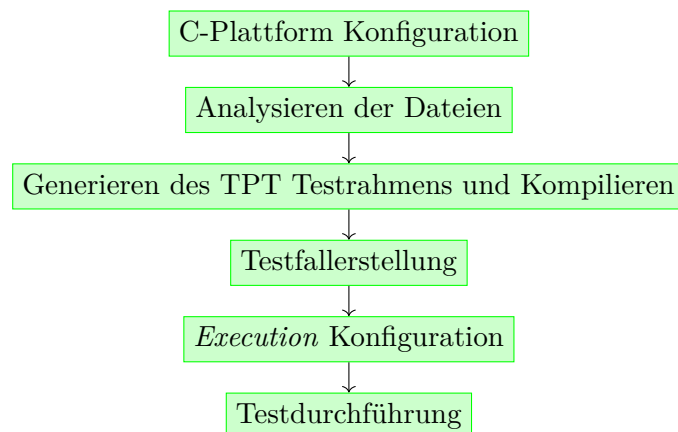 C-Plattform Konfiguration
Analysieren der Dateien
Generieren des TPT Testrahmens und Kompilieren
Testfallerstellung
Execution Konfiguration
Testdurchführung